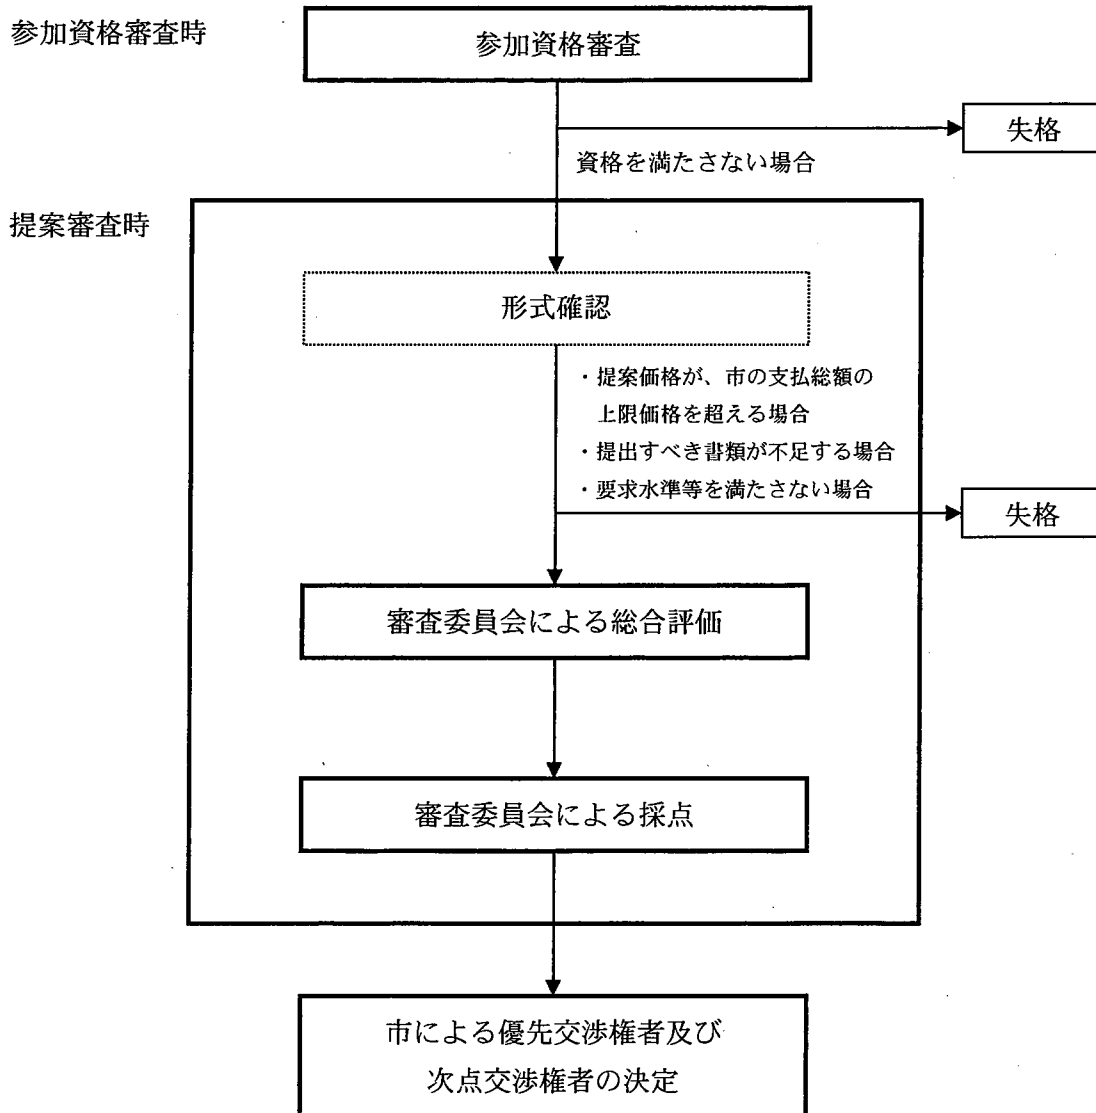 参加資格審査時
参加資格審査
失格
資格を満たさない場合
提案審査時
形式確認
・提案価格が、市の支払総額の
上限価格を超える場合
・提出すべき書類が不足する場合
・要求水準等を満たさない場合
失格
審査委員会による総合評価
審査委員会による採点
市による優先交渉権者及び
次点交渉権者の決定